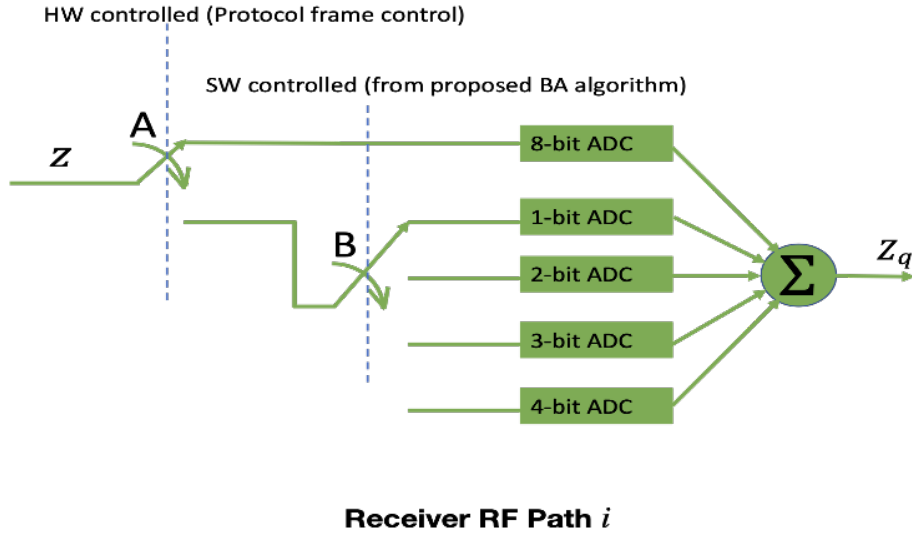 HW controlled (Protocol frame control)
SW controlled (from proposed BA algorithm)
A
Z
8-bit ADC
1-bit ADC
B
2-bit ADC
Σ
Zq
3-bit ADC
4-bit ADC
Receiver RF Path i